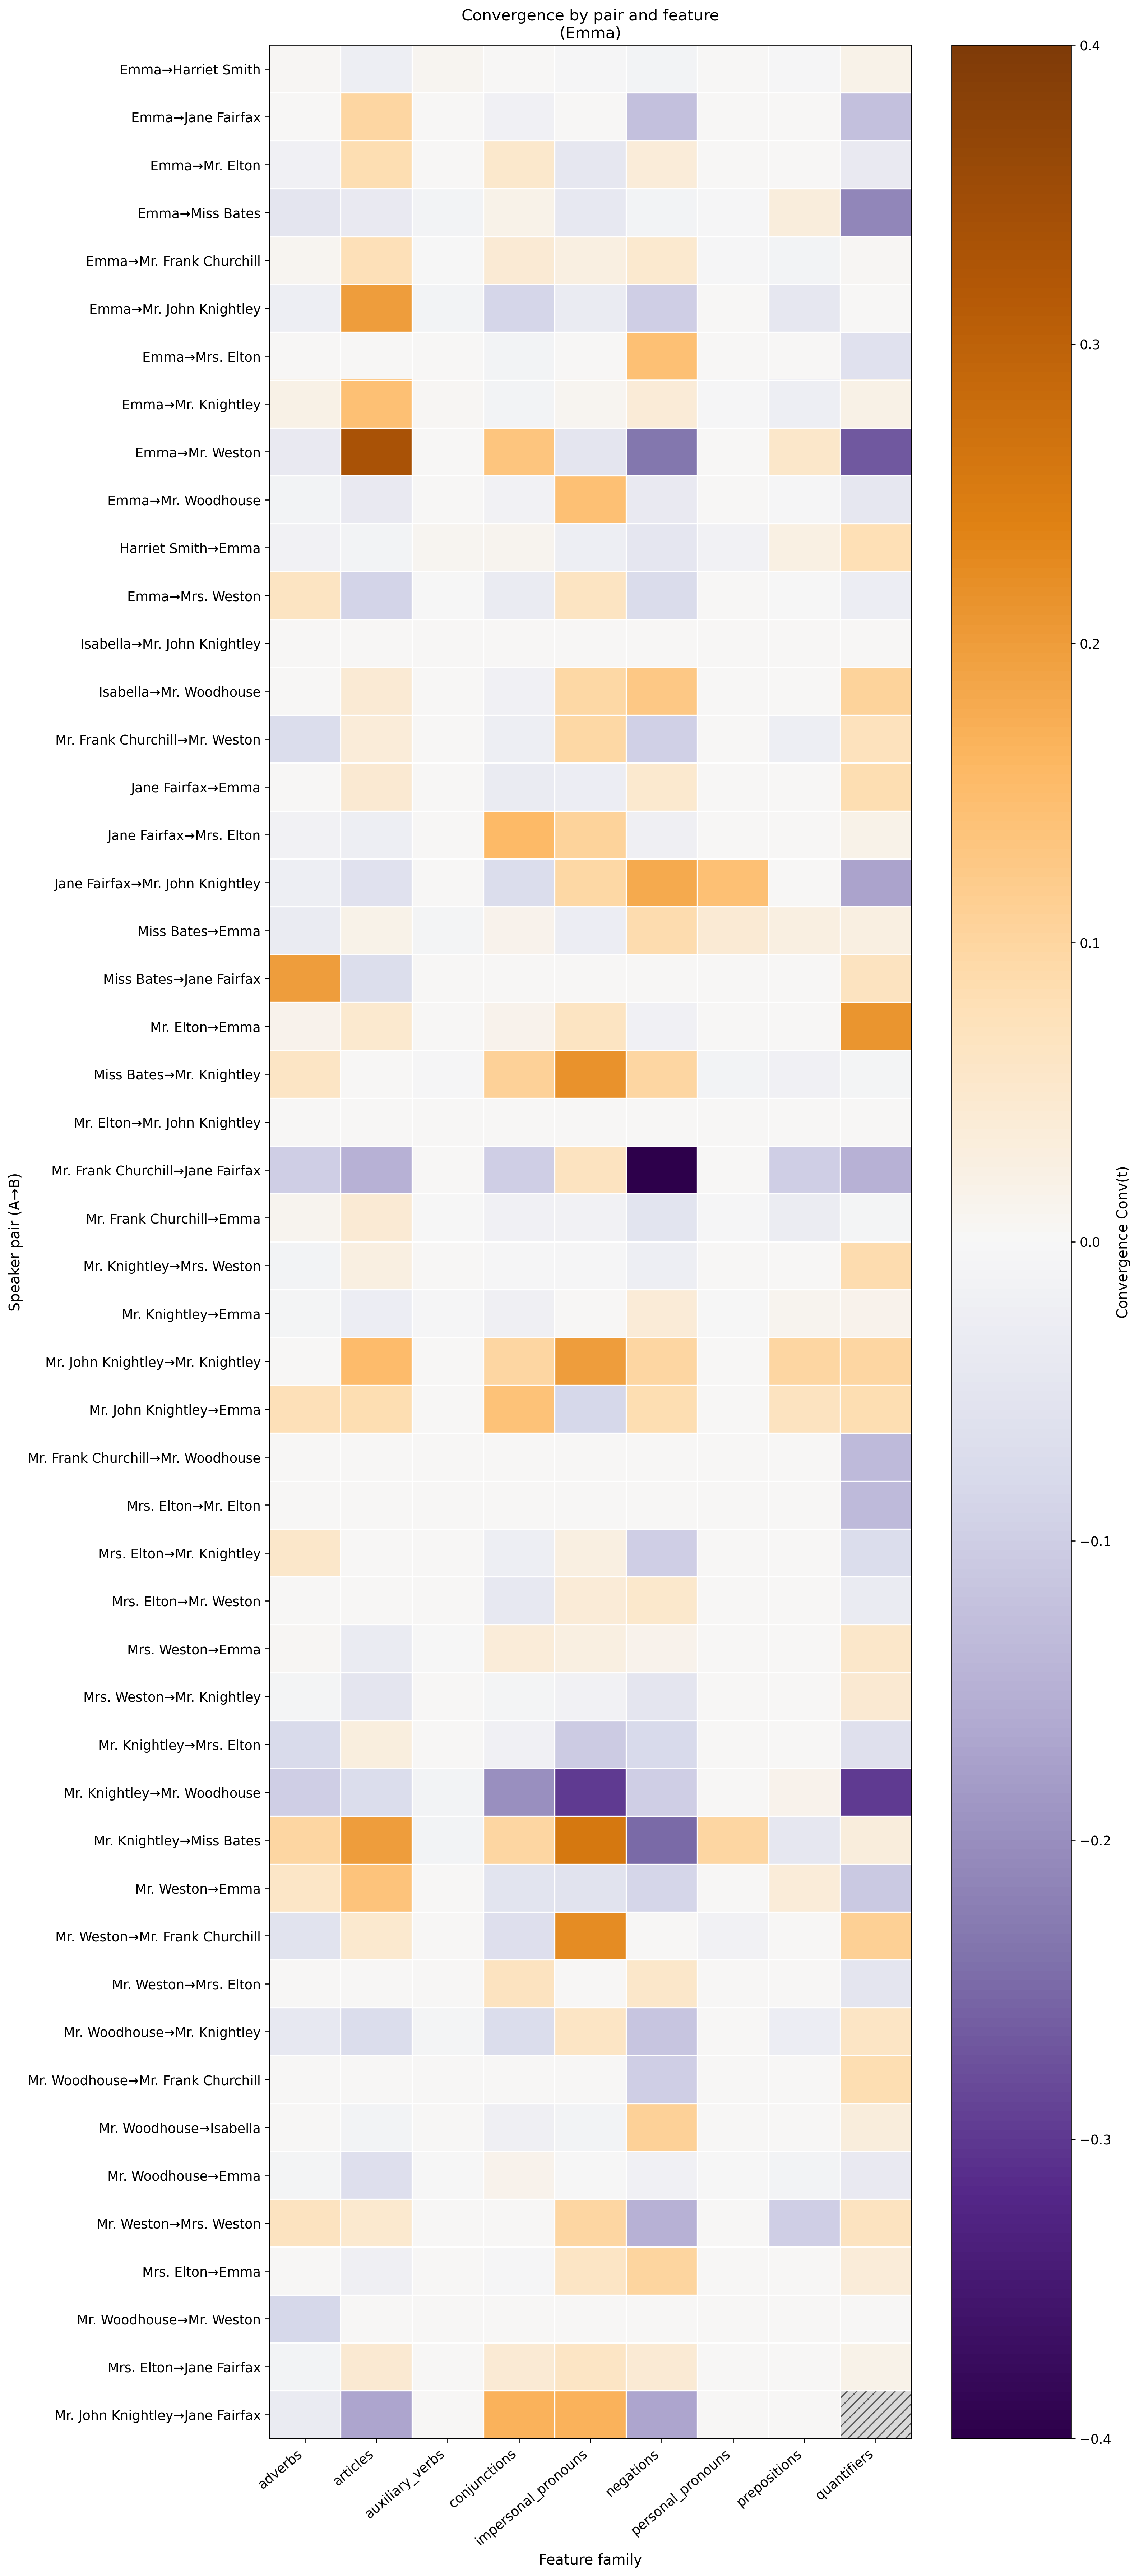 Convergence by pair and feature
(Emma)
Speaker pair (A→B)
Emma→Harriet Smith
Emma→Jane Fairfax
Emma→Mr. Elton
Emma→Miss Bates
Emma→Mr. Frank Churchill
Emma→Mr. John Knightley
Emma→Mrs. Elton
Emma→Mr. Knightley
Emma→Mr. Weston
Emma→Mr. Woodhouse
Harriet Smith→Emma
Emma→Mrs. Weston
Isabella→Mr. John Knightley
Isabella→Mr. Woodhouse
Mr. Frank Churchill→Mr. Weston
Jane Fairfax→Emma
Jane Fairfax→Mrs. Elton
Jane Fairfax→Mr. John Knightley
Miss Bates→Emma
Miss Bates→Jane Fairfax
Mr. Elton→Emma
Miss Bates→Mr. Knightley
Mr. Elton→Mr. John Knightley
Mr. Frank Churchill→Jane Fairfax
Mr. Frank Churchill→Emma
Mr. Knightley→Mrs. Weston
Mr. Knightley→Emma
Mr. John Knightley→Mr. Knightley
Mr. John Knightley→Emma
Mr. Frank Churchill→Mr. Woodhouse
Mrs. Elton→Mr. Elton
Mrs. Elton→Mr. Knightley
Mrs. Elton→Mr. Weston
Mrs. Weston→Emma
Mrs. Weston→Mr. Knightley
Mr. Knightley→Mrs. Elton
Mr. Knightley→Mr. Woodhouse
Mr. Knightley→Miss Bates
Mr. Weston→Emma
Mr. Weston→Mr. Frank Churchill
Mr. Weston→Mrs. Elton
Mr. Woodhouse→Mr. Knightley
Mr. Woodhouse→Mr. Frank Churchill
Mr. Woodhouse→Isabella
Mr. Woodhouse→Emma
Mr. Weston→Mrs. Weston
Mrs. Elton→Emma
Mr. Woodhouse→Mr. Weston
Mrs. Elton→Jane Fairfax
Mr. John Knightley→Jane Fairfax
adverbs
articles
auxiliary_verbs
conjunctions
impersonal_pronouns
negations
personal_pronouns
prepositions
quantifiers
Feature family
0.4
0.3
0.2
0.1
0.0
−0.1
−0.2
−0.3
−0.4
Convergence Conv(t)